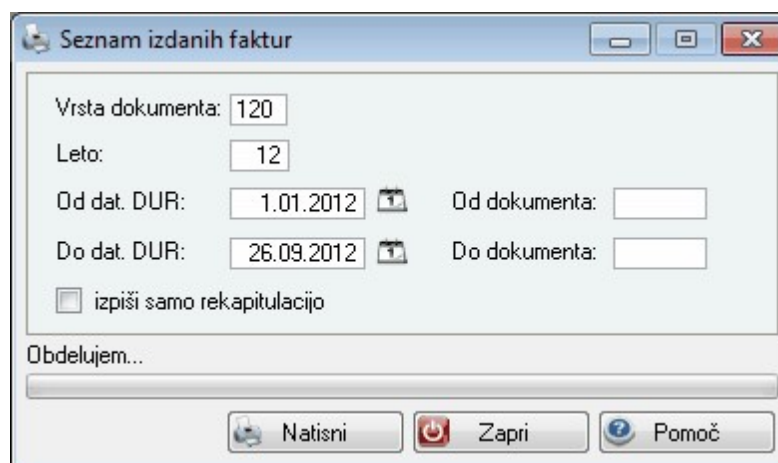 Seznam izdanih faktur
Vrsta dokumenta: 120
Leto: 12
Od dat. DUR: 1.01.2012 Od dokumenta:
Do dat. DUR: 26.09.2012 Do dokumenta:
izpiši samo rekapitulacijo
Obdelujem...
Natisni Zapri Pomoč